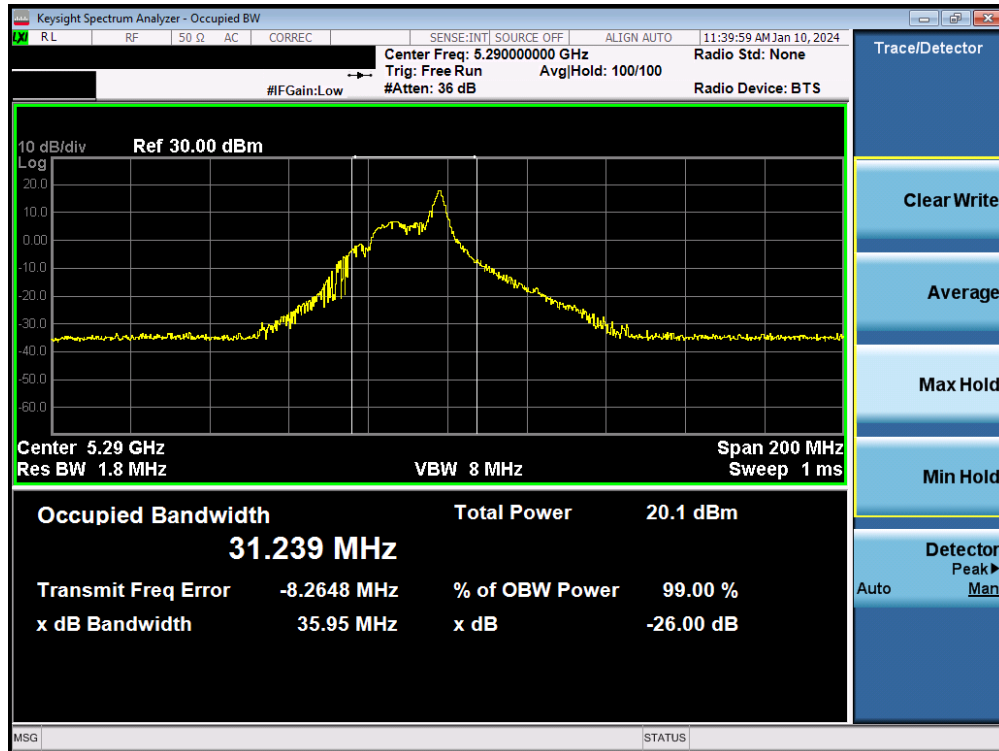 Keysight Spectrum Analyzer - Occupied BW
LXI RL RF 50 Ω AC CORREC SENSE:INT SOURCE OFF ALIGN AUTO 11:39:59 AM Jan 10, 2024
Center Freq: 5.290000000 GHz Radio Std: None
Trig: Free Run Avg|Hold: 100/100
#IFGain:Low #Atten: 36 dB Radio Device: BTS
Trace/Detector
10 dB/div Ref 30.00 dBm
Log
20.0
10.0
0.00
-10.0
-20.0
-30.0
-40.0
-50.0
-60.0
Center 5.29 GHz Span 200 MHz
Res BW 1.8 MHz VBW 8 MHz Sweep 1 ms
Occupied Bandwidth Total Power 20.1 dBm
31.239 MHz
Transmit Freq Error -8.2648 MHz % of OBW Power 99.00 %
x dB Bandwidth 35.95 MHz x dB -26.00 dB
Clear Write
Average
Max Hold
Min Hold
Detector
Peak▶
Auto Man
MSG STATUS